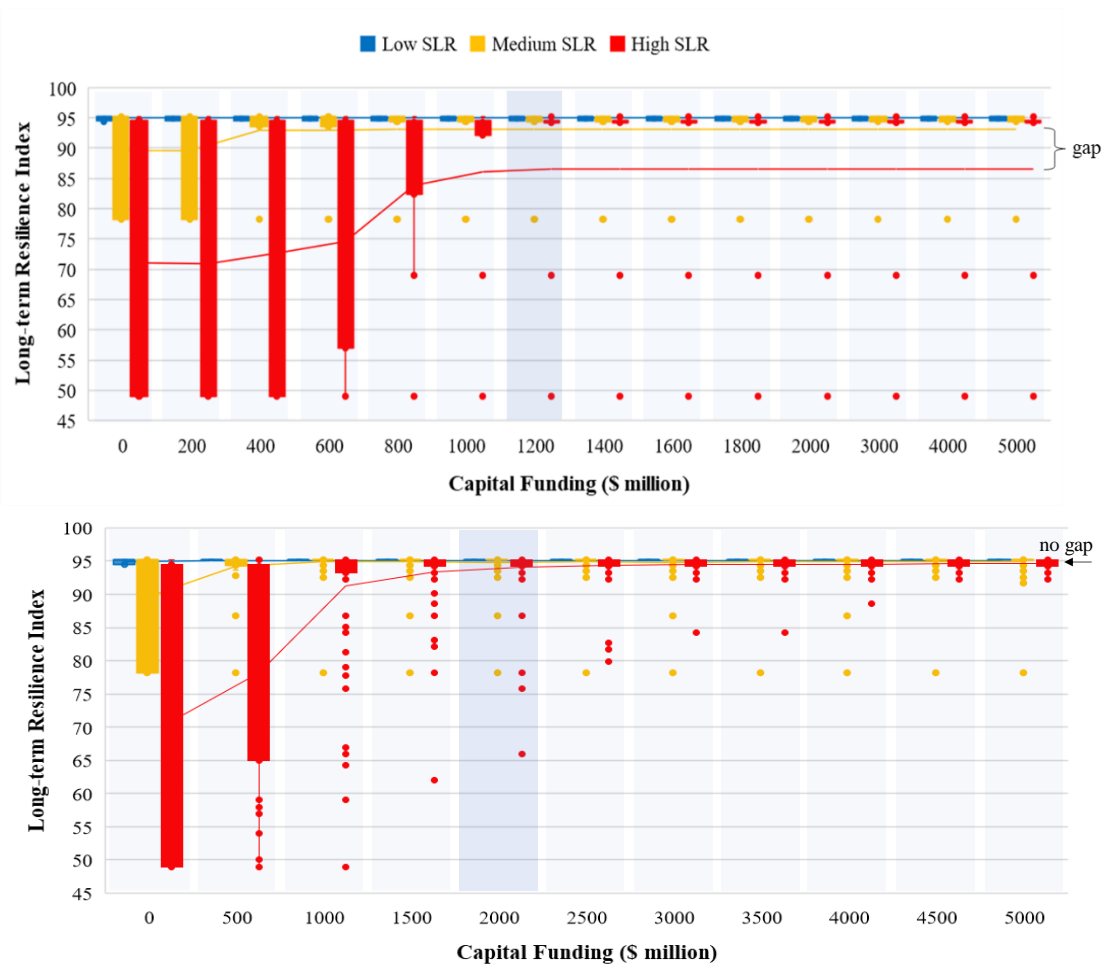 Low SLR Medium SLR High SLR
100
95
90
85
80
75
70
65
60
55
50
45
Long-term Resilience Index
gap
0 200 400 600 800 1000 1200 1400 1600 1800 2000 3000 4000 5000
Capital Funding ($ million)
100
95
90
85
80
75
70
65
60
55
50
45
Long-term Resilience Index
no gap
0 500 1000 1500 2000 2500 3000 3500 4000 4500 5000
Capital Funding ($ million)